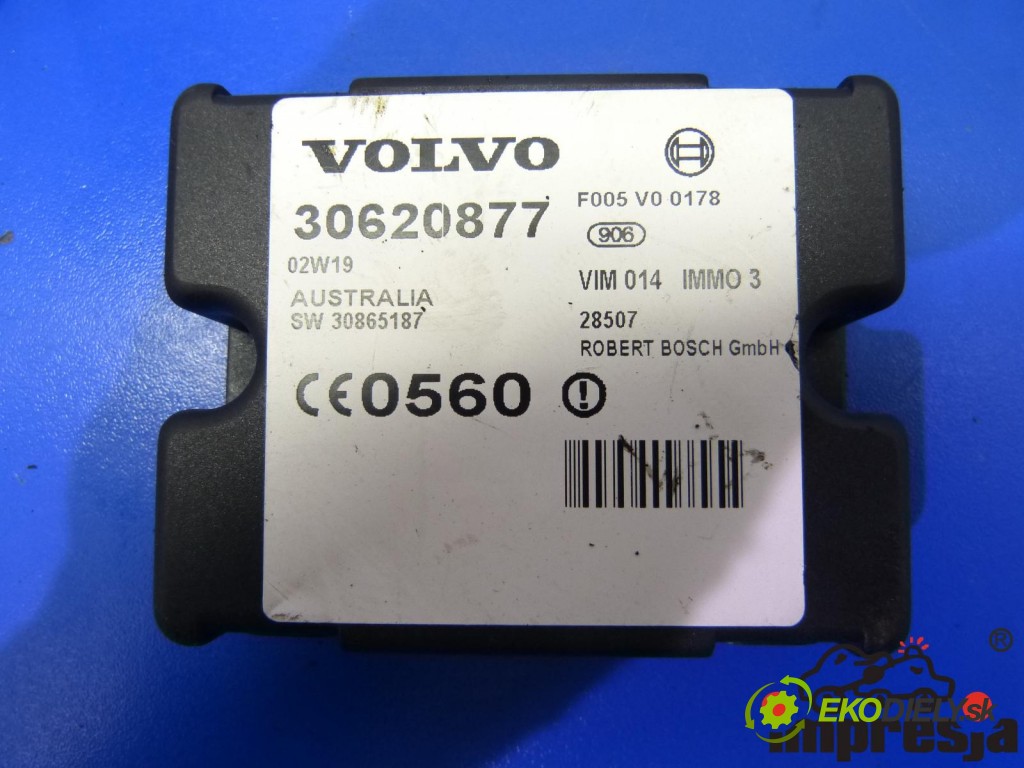 VOLVO
30620877
02W19
AUSTRALIA
SW 30865187
CE0560
F005 V0 0178
906
VIM 014 IMMO 3
28507
ROBERT BOSCH GmbH
®
EKODIELY.sk
impresja